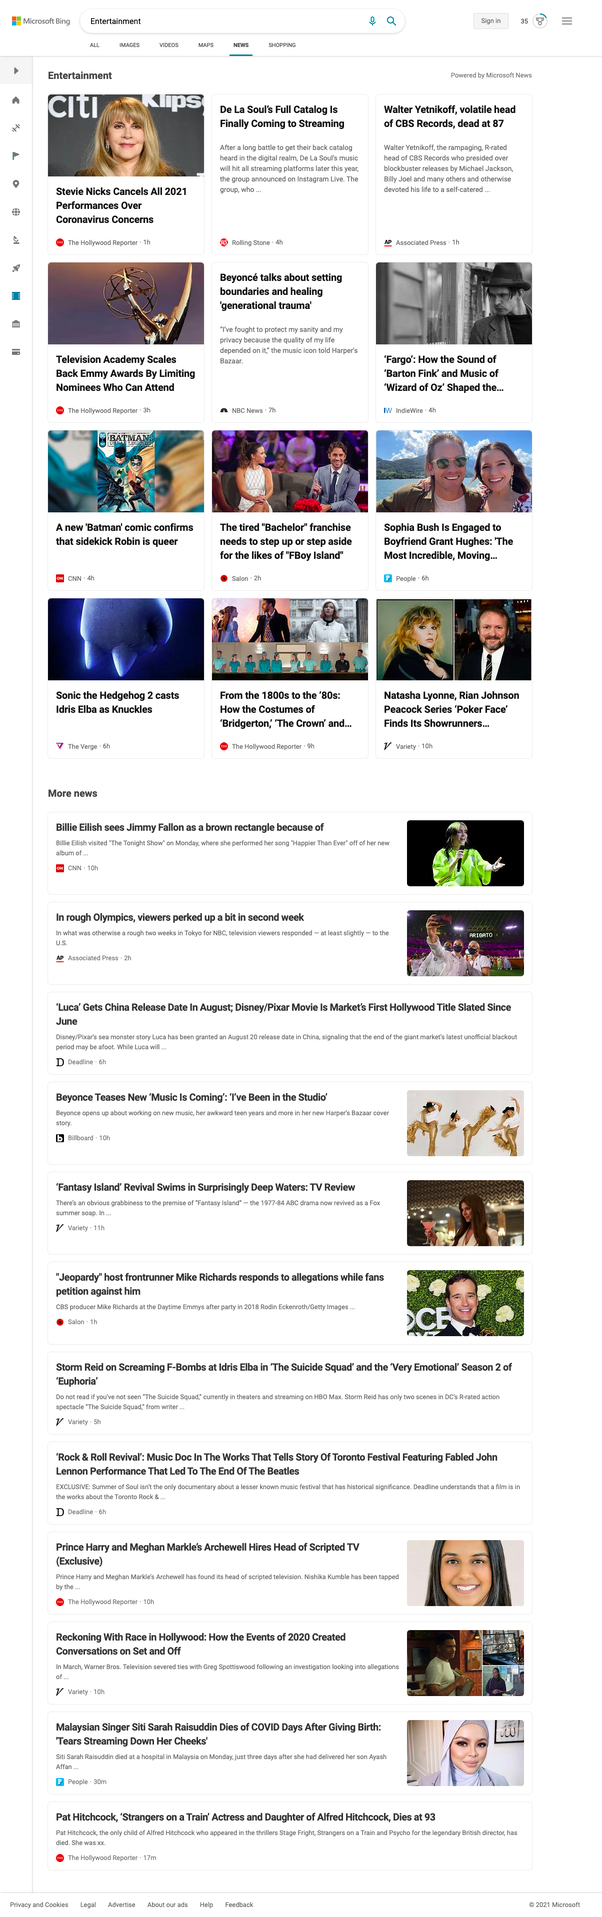 Microsoft Bing
Entertainment
Sign in
35
ALL
IMAGES
VIDEOS
MAPS
NEWS
SHOPPING
Entertainment
Powered by Microsoft News
Stevie Nicks Cancels All 2021
Performances Over
Coronavirus Concerns
The Hollywood Reporter · 1h
De La Soul's Full Catalog Is
Finally Coming to Streaming
After a long battle to get their back catalog
heard in the digital realm, De La Soul's music
will hit all streaming platforms later this year,
the group announced on Instagram Live. The
group, who ...
Rolling Stone · 4h
Walter Yetnikoff, volatile head
of CBS Records, dead at 87
Walter Yetnikoff, the rampaging, R-rated
head of CBS Records who presided over
blockbuster releases by Michael Jackson,
Billy Joel and many others and otherwise
devoted his life to a self-catered ...
AP Associated Press · 1h
Television Academy Scales
Back Emmy Awards By Limiting
Nominees Who Can Attend
The Hollywood Reporter · 3h
Beyoncé talks about setting
boundaries and healing
'generational trauma'
"I've fought to protect my sanity and my
privacy because the quality of my life
depended on it," the music icon told Harper's
Bazaar.
NBC News · 7h
'Fargo': How the Sound of
'Barton Fink' and Music of
'Wizard of Oz' Shaped the...
IW IndieWire · 4h
BATMAN
A new 'Batman' comic confirms
that sidekick Robin is queer
CNN · 4h
The tired "Bachelor" franchise
needs to step up or step aside
for the likes of "FBoy Island"
Salon · 2h
Sophia Bush Is Engaged to
Boyfriend Grant Hughes: 'The
Most Incredible, Moving...
People · 6h
Sonic the Hedgehog 2 casts
Idris Elba as Knuckles
The Verge · 6h
From the 1800s to the '80s:
How the Costumes of
'Bridgerton,' 'The Crown' and...
The Hollywood Reporter · 9h
Natasha Lyonne, Rian Johnson
Peacock Series 'Poker Face'
Finds Its Showrunners...
Variety · 10h
More news
Billie Eilish sees Jimmy Fallon as a brown rectangle because of
Billie Eilish visited "The Tonight Show" on Monday, where she performed her song "Happier Than Ever" off of her new
album of ...
CNN · 10h
In rough Olympics, viewers perked up a bit in second week
In what was otherwise a rough two weeks in Tokyo for NBC, television viewers responded — at least slightly — to the
U.S.
AP Associated Press · 2h
ARIGATO
'Luca' Gets China Release Date In August; Disney/Pixar Movie Is Market's First Hollywood Title Slated Since
June
Disney/Pixar's sea monster story Luca has been granted an August 20 release date in China, signaling that the end of the giant market's latest unofficial blackout
period may be afoot. While Luca will ...
Deadline · 6h
Beyonce Teases New 'Music Is Coming': 'I've Been in the Studio'
Beyonce opens up about working on new music, her awkward teen years and more in her new Harper's Bazaar cover
story.
Billboard · 10h
'Fantasy Island' Revival Swims in Surprisingly Deep Waters: TV Review
There's an obvious grabbiness to the premise of "Fantasy Island" — the 1977-84 ABC drama now revived as a Fox
summer soap. In ...
Variety · 11h
"Jeopardy" host frontrunner Mike Richards responds to allegations while fans
petition against him
CBS producer Mike Richards at the Daytime Emmys after party in 2018 Rodin Eckenroth/Getty Images ...
Salon · 1h
Storm Reid on Screaming F-Bombs at Idris Elba in 'The Suicide Squad' and the 'Very Emotional' Season 2 of
'Euphoria'
Do not read if you've not seen "The Suicide Squad," currently in theaters and streaming on HBO Max. Storm Reid has only two scenes in DC's R-rated action
spectacle "The Suicide Squad," from writer ...
Variety · 5h
'Rock & Roll Revival': Music Doc In The Works That Tells Story Of Toronto Festival Featuring Fabled John
Lennon Performance That Led To The End Of The Beatles
EXCLUSIVE: Summer of Soul isn't the only documentary about a lesser known music festival that has historical significance. Deadline understands that a film is in
the works about the Toronto Rock & ...
Deadline · 6h
Prince Harry and Meghan Markle's Archewell Hires Head of Scripted TV
(Exclusive)
Prince Harry and Meghan Markle's Archewell has found its head of scripted television. Nishika Kumble has been tapped
by the ...
The Hollywood Reporter · 10h
Reckoning With Race in Hollywood: How the Events of 2020 Created
Conversations on Set and Off
In March, Warner Bros. Television severed ties with Greg Spottiswood following an investigation looking into allegations
of ...
Variety · 10h
Malaysian Singer Siti Sarah Raisuddin Dies of COVID Days After Giving Birth:
'Tears Streaming Down Her Cheeks'
Siti Sarah Raisuddin died at a hospital in Malaysia on Monday, just three days after she had delivered her son Ayash
Affan ...
People · 30m
Pat Hitchcock, 'Strangers on a Train' Actress and Daughter of Alfred Hitchcock, Dies at 93
Pat Hitchcock, the only child of Alfred Hitchcock who appeared in the thrillers Stage Fright, Strangers on a Train and Psycho for the legendary British director, has
died. She was xx.
The Hollywood Reporter · 17m
Privacy and Cookies
Legal
Advertise
About our ads
Help
Feedback
© 2021 Microsoft